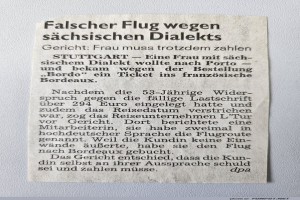 Falscher Flug wegen
sächsischen Dialekts
Gericht: Frau muss trotzdem zahlen
STUTTGART – Eine Frau mit säch-
sischem Dialekt wollte nach Porto –
und bekam wegen der Bestellung
„Bordo“ ein Ticket ins französische
Bordeaux.
Nachdem die 53-Jährige Wider-
spruch gegen die fällige Lastschrift
über 294 Euro eingelegt hatte und
zudem das Reisedatum verstrichen
war, zog das Reiseunternehmen L'Tur
vor Gericht. Dort berichtete eine
Mitarbeiterin, sie habe zweimal in
hochdeutscher Sprache die Flugroute
genannt. Weil die Kundin keine Ein-
wände äußerte, habe sie den Flug
nach Bordeaux gebucht.
Das Gericht entschied, dass die Kun-
din selbst an ihrer Aussprache schuld
sei und zahlen müsse.
dpa